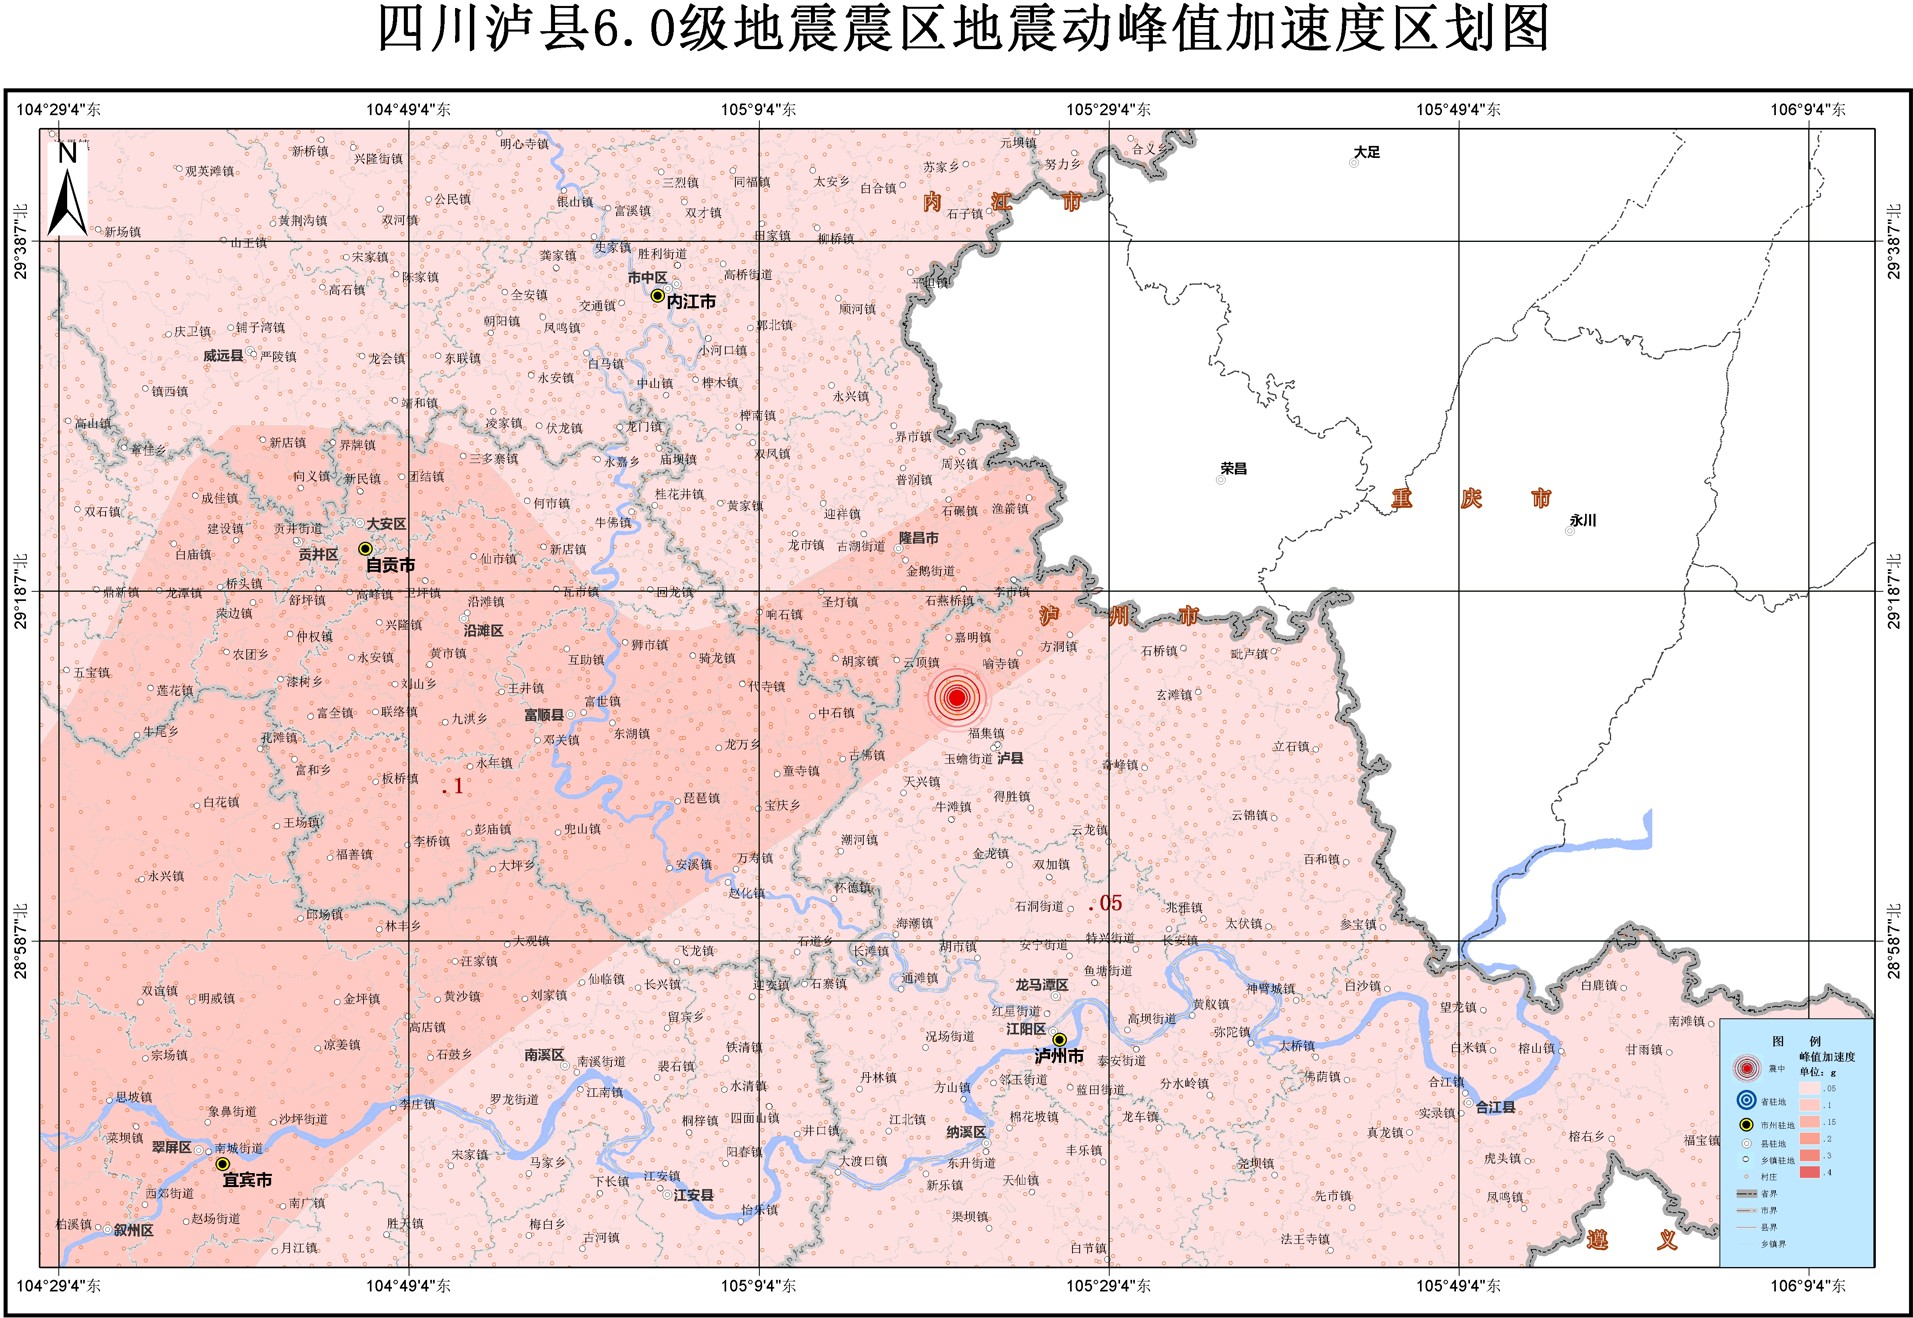 四川泸县6.0级地震震区地震动峰值加速度区划图
104°29'4"东 104°49'4"东 105°9'4"东 105°29'4"东 105°49'4"东 106°9'4"东
29°38'7"北
29°18'7"北
28°58'7"北
29°38'7"北
29°18'7"北
28°58'7"北
N
新桥镇 兴隆街镇 明心寺镇 元坝镇 合义乡 大足
观英滩镇 三烈镇 同福镇 太安乡 白合镇 苏家乡 努力乡
公民镇 银山镇 富溪镇 双才镇 石子镇 内江市
新场镇 黄荆沟镇 双河镇 山王镇 史家镇 田家镇 柳桥镇
宋家镇 龚家镇 胜利街道 陈家镇 市中区 高桥街道 平坦镇
高石镇 全安镇 交通镇 内江市 顺河镇
庆卫镇 铺子湾镇 朝阳镇 凤鸣镇 郭北镇
威远县 严陵镇 龙会镇 东联镇 白马镇 小河口镇
镇西镇 永安镇 中山镇 椑木镇 永兴镇
靖和镇 高山镇 凌家镇 伏龙镇 龙门镇 椑南镇 界市镇
新店镇 界牌镇 三多寨镇 永嘉乡 庙坝镇 双凤镇 周兴镇 荣昌
向义镇 新民镇 团结镇 普润镇
成佳镇 双石镇 何市镇 桂花井镇 黄家镇 迎祥镇 石碾镇 渔箭镇 重庆市
建设镇 贡井街道 大安区 牛佛镇 永川
白庙镇 贡井区 自贡市 仙市镇 新店镇 龙市镇 古湖街道 隆昌市
金鹅街道
鼎新镇 龙潭镇 桥头镇 舒坪镇 高峰镇 卫坪镇 沿滩镇 瓦市镇 回龙镇 圣灯镇 石燕桥镇 李市镇
荣边镇 兴隆镇 沿滩区 响石镇 泸州市
仲权镇 狮市镇 嘉明镇 方洞镇
农团乡 永安镇 黄市镇 互助镇 骑龙镇 胡家镇 云顶镇 喻寺镇 石桥镇 毗卢镇
五宝镇 莲花镇 漆树乡 刘山乡 王井镇 代寺镇 玄滩镇
富全镇 联络镇 九洪乡 富世镇 富顺县 中石镇
牛尾乡 孔滩镇 邓关镇 东湖镇 龙万乡 古佛镇 福集镇 立石镇
富和乡 永年镇 玉蟾街道 泸县 奇峰镇
板桥镇 .1 童寺镇 天兴镇
白花镇 琵琶镇 宝庆乡 牛滩镇 得胜镇 云锦镇
王场镇 李桥镇 彭庙镇 兜山镇 潮河镇 云龙镇
福善镇 大坪乡 安溪镇 万寿镇 金龙镇 双加镇 百和镇
永兴镇 赵化镇 怀德镇
邱场镇 林丰乡 海潮镇 石洞街道 .05 兆雅镇 太伏镇 参宝镇
大观镇 飞龙镇 石道乡 长滩镇 胡市镇 安宁街道 特兴街道 长安镇
汪家镇 仙临镇 通滩镇 鱼塘街道
双谊镇 明威镇 金坪镇 黄沙镇 刘家镇 长兴镇 迎安镇 石寨镇 龙马潭区 黄舣镇 神臂城镇 白沙镇 白鹿镇
高店镇 留宾乡 红星街道 高坝街道 望龙镇 南滩镇
宗场镇 凉姜镇 石鼓乡 南溪区 南溪街道 铁清镇 况场街道 江阳区 泸州市 泰安街道 弥陀镇 大桥镇 白米镇 榕山镇 甘雨镇
裴石镇 丹林镇 佛荫镇
思坡镇 李庄镇 罗龙街道 江南镇 水清镇 方山镇 邻玉街道 蓝田街道 分水岭镇 合江镇 合江县
象鼻街道 沙坪街道 桐梓镇 四面山镇 井口镇 江北镇 棉花坡镇 龙车镇 实录镇
菜坝镇 翠屏区 南城街道 纳溪区 真龙镇 榕右乡 福宝镇
宜宾市 宋家镇 马家乡 阳春镇 大渡口镇 东升街道 丰乐镇 尧坝镇 虎头镇
西郊街道 南广镇 下长镇 江安镇 江安县 新乐镇 天仙镇 先市镇 凤鸣镇
柏溪镇 叙州区 赵场街道 胜天镇 梅白乡 怡乐镇 渠坝镇
月江镇 古河镇 白节镇 法王寺镇 遵义
图 例
峰值加速度
单位：g
震中 .05
省驻地 .1
市州驻地 .15
县驻地 .2
乡镇驻地 .3
村庄 .4
省界
市界
县界
乡镇界
104°29'4"东 104°49'4"东 105°9'4"东 105°29'4"东 105°49'4"东 106°9'4"东